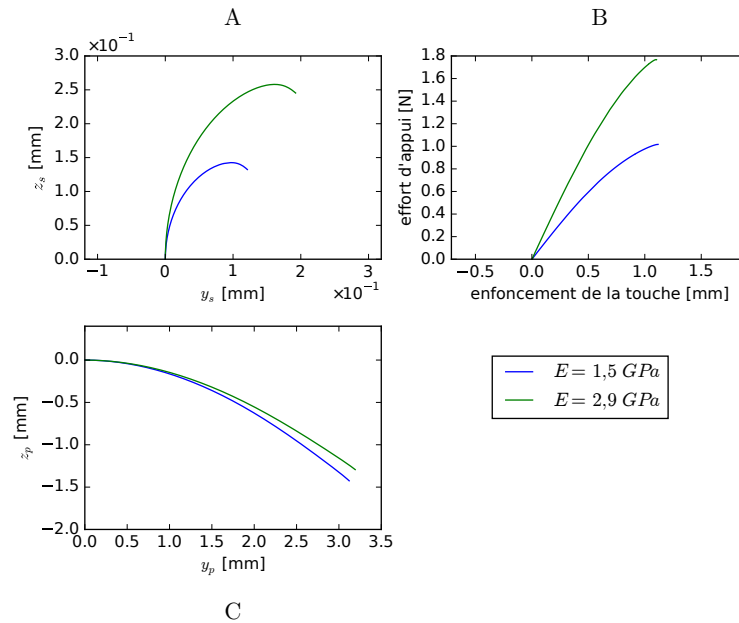 A
×10⁻¹
3.0
2.5
2.0
1.5
1.0
0.5
0.0
z_s [mm]
−1 0 1 2 3
y_s [mm]
×10⁻¹
B
1.8
1.6
1.4
1.2
1.0
0.8
0.6
0.4
0.2
0.0
effort d'appui [N]
−0.5 0.0 0.5 1.0 1.5
enfoncement de la touche [mm]
0.0
−0.5
−1.0
−1.5
−2.0
z_p [mm]
0.0 0.5 1.0 1.5 2.0 2.5 3.0 3.5
y_p [mm]
E = 1,5 GPa
E = 2,9 GPa
C